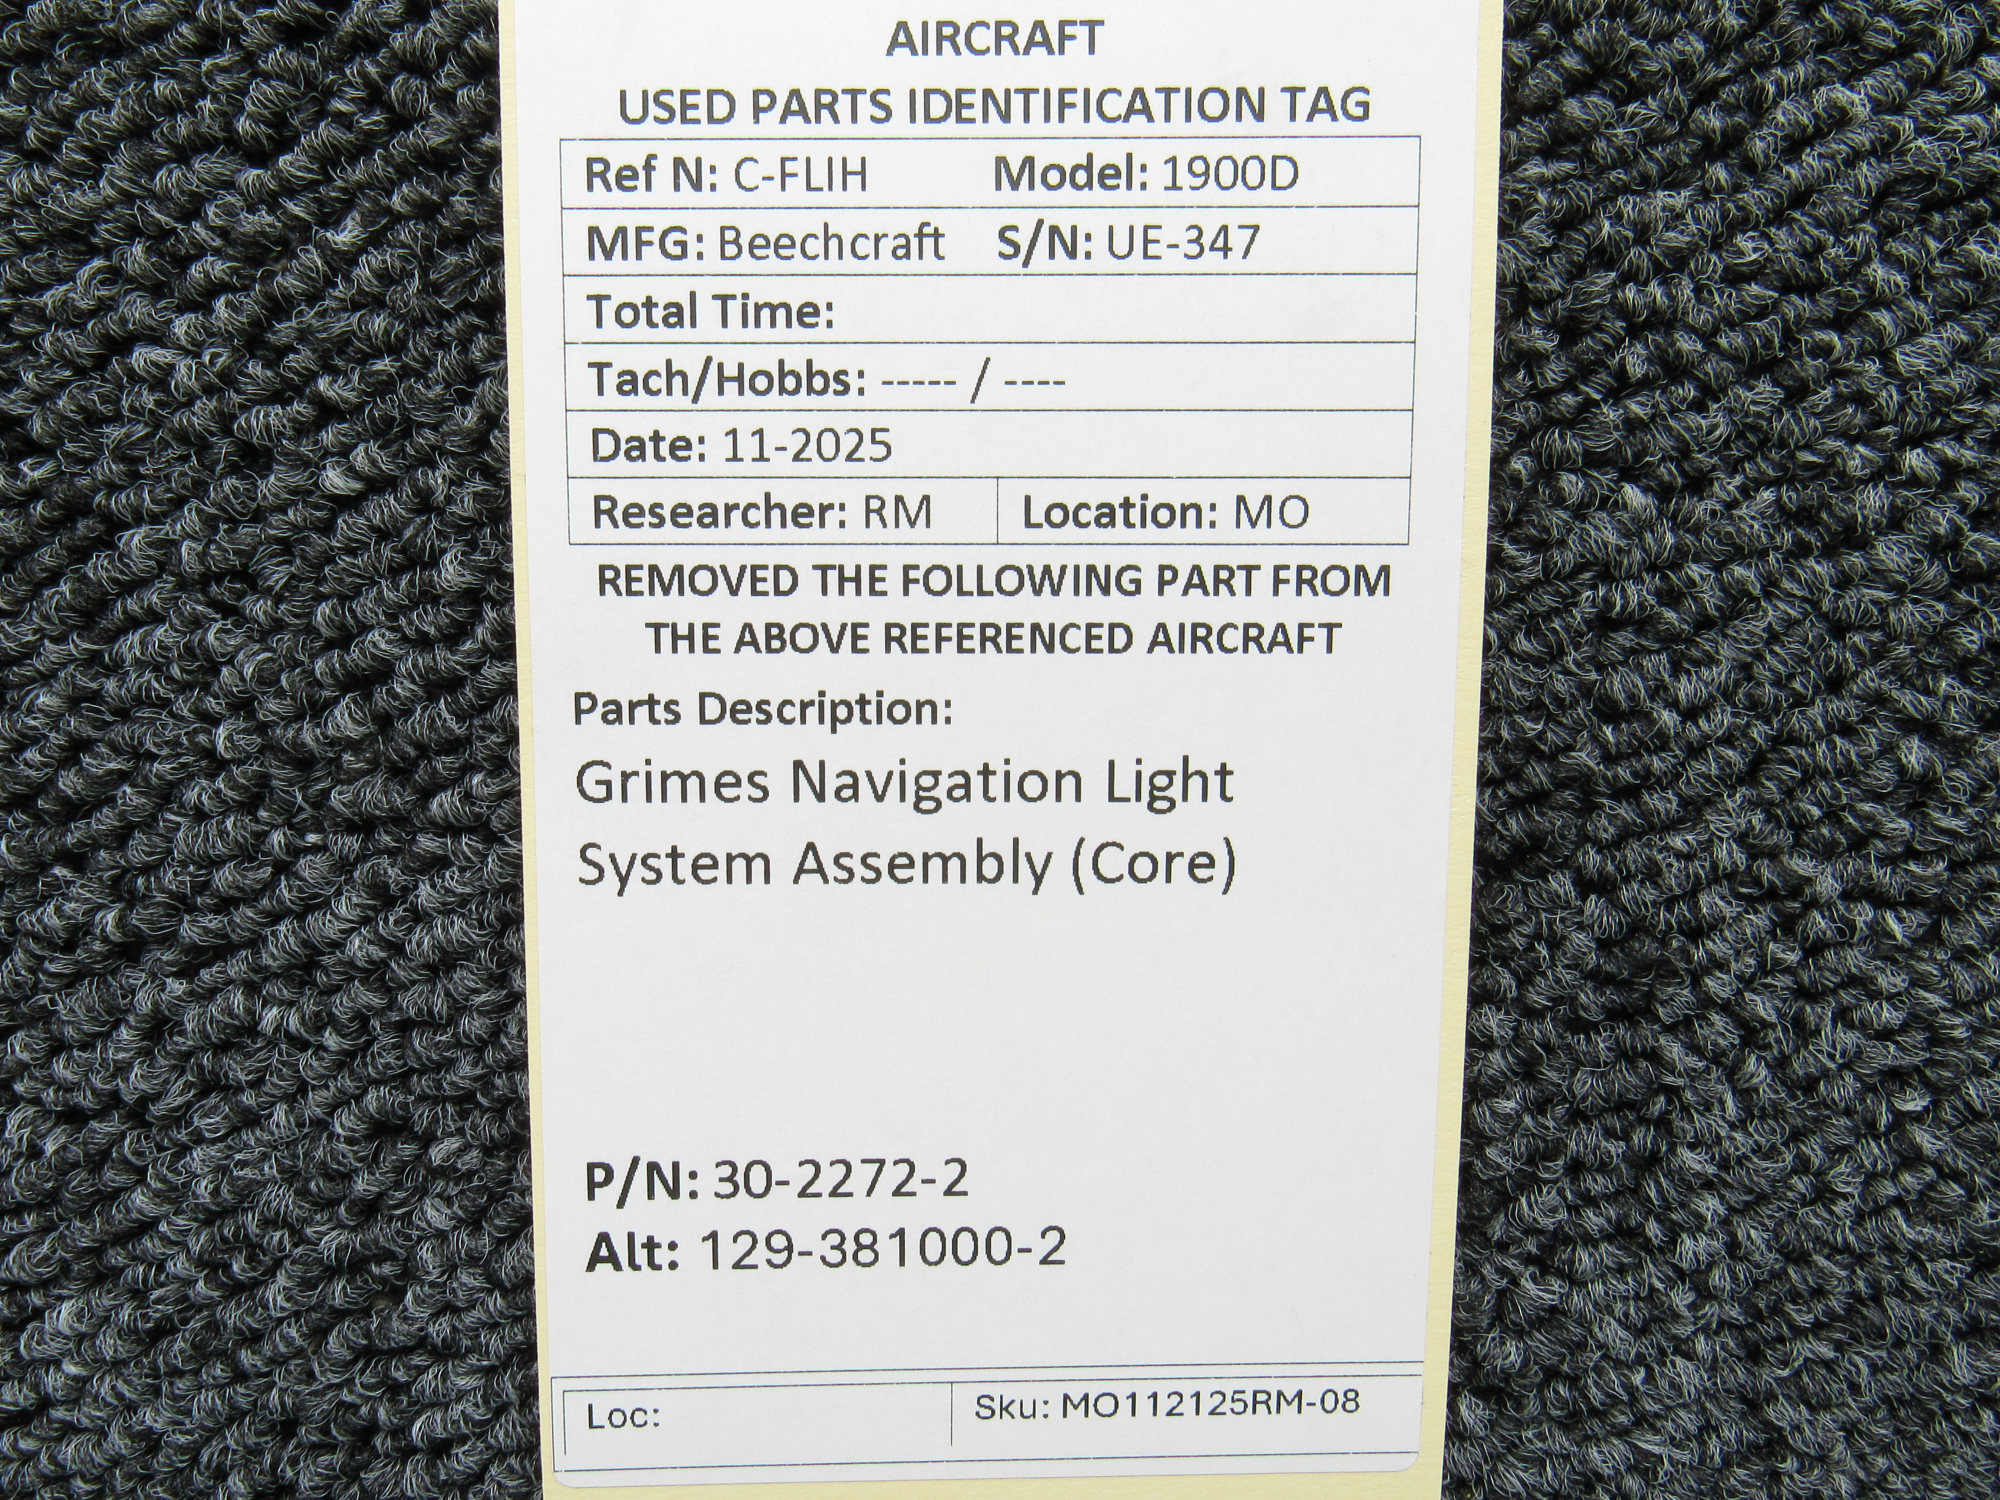 AIRCRAFT
USED PARTS IDENTIFICATION TAG
Ref N: C-FLIH Model: 1900D
MFG: Beechcraft S/N: UE-347
Total Time:
Tach/Hobbs: ----- / ----
Date: 11-2025
Researcher: RM Location: MO
REMOVED THE FOLLOWING PART FROM
THE ABOVE REFERENCED AIRCRAFT
Parts Description:
Grimes Navigation Light
System Assembly (Core)
P/N: 30-2272-2
Alt: 129-381000-2
Loc: Sku: MO112125RM-08